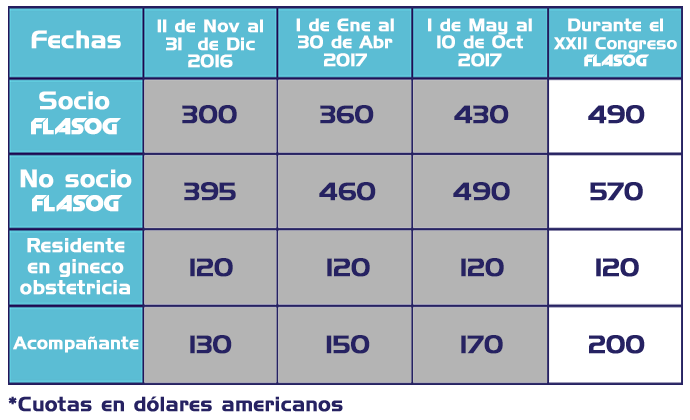 Fechas
11 de Nov al
31 de Dic
2016
1 de Ene al
30 de Abr
2017
1 de May al
10 de Oct
2017
Durante el
XXII Congreso
FLASOG
Socio
FLASOG
300
360
430
490
No socio
FLASOG
395
460
490
570
Residente
en gineco
obstetricia
120
120
120
120
Acompañante
130
150
170
200
*Cuotas en dólares americanos